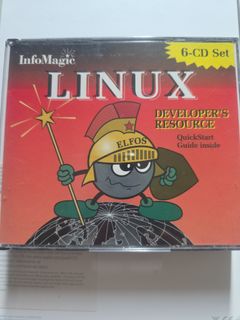 InfoMagic
6-CD Set
LINUX
DEVELOPER'S
RESOURCE
QuickStart
Guide inside
ELFOS